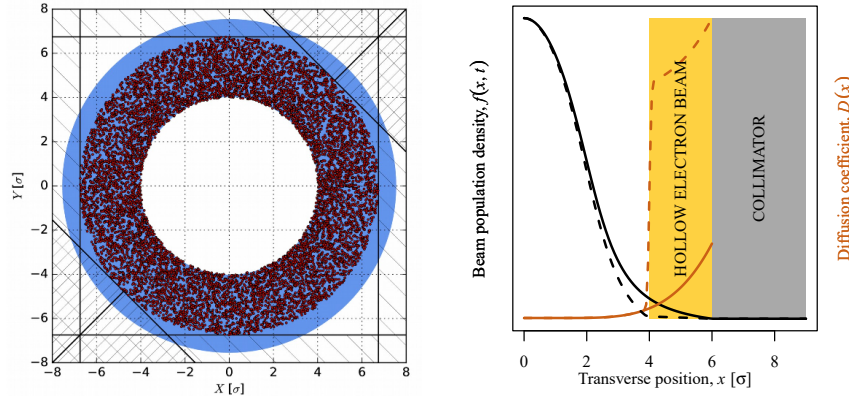 8
6
4
2
0
−2
−4
−6
−8
Y [σ]
−8 −6 −4 −2 0 2 4 6 8
X [σ]
Beam population density, f(x, t)
HOLLOW ELECTRON BEAM
COLLIMATOR
Diffusion coefficient, D(x)
0 2 4 6 8
Transverse position, x [σ]